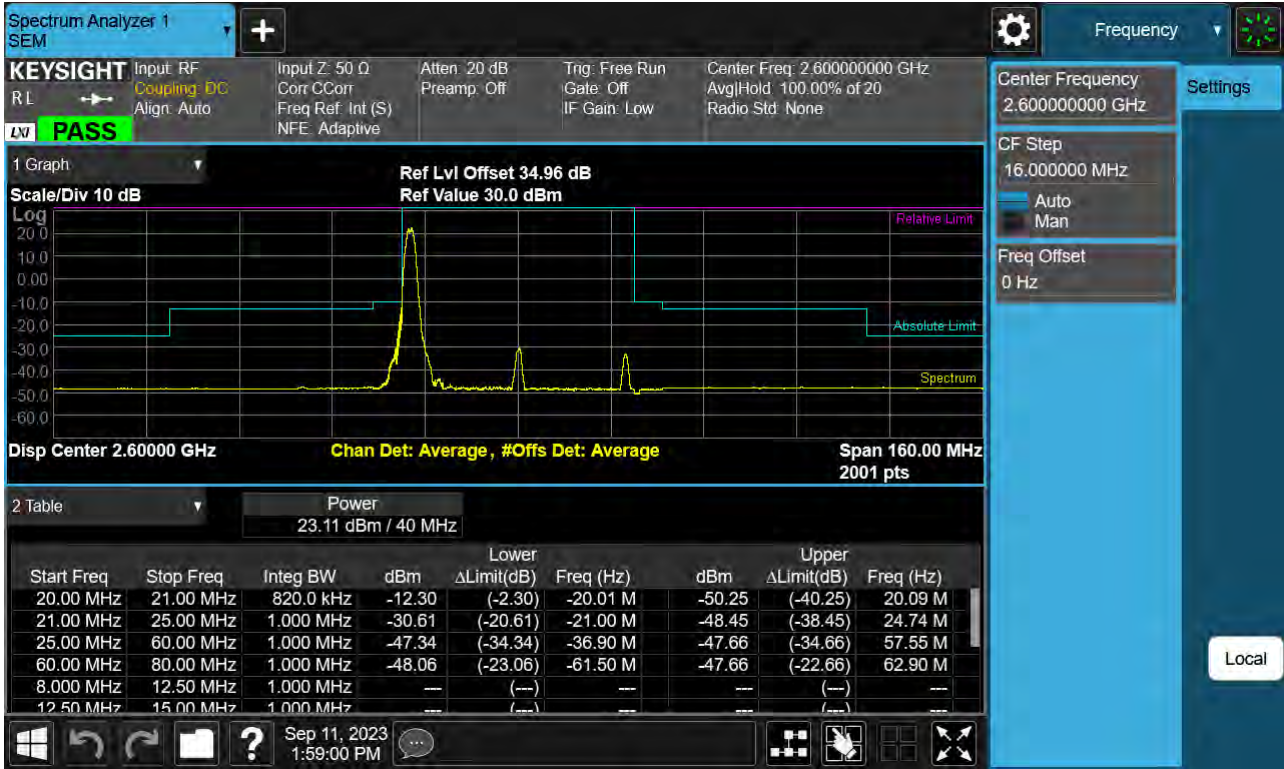 Spectrum Analyzer 1
SEM
Frequency
KEYSIGHT
Input: RF
Coupling: DC
Align: Auto
Input Z: 50 Ω
Corr CCorr
Freq Ref: Int (S)
NFE: Adaptive
Atten: 20 dB
Preamp: Off
Trig: Free Run
Gate: Off
IF Gain: Low
Center Freq: 2.600000000 GHz
Avg|Hold: 100.00% of 20
Radio Std: None
R L
LXI PASS
Center Frequency
2.600000000 GHz
Settings
CF Step
16.000000 MHz
Auto
Man
Freq Offset
0 Hz
Local
1 Graph
Scale/Div 10 dB
Ref Lvl Offset 34.96 dB
Ref Value 30.0 dBm
Log
20.0
10.0
0.00
-10.0
-20.0
-30.0
-40.0
-50.0
-60.0
Relative Limit
Absolute Limit
Spectrum
Disp Center 2.60000 GHz
Chan Det: Average , #Offs Det: Average
Span 160.00 MHz
2001 pts
2 Table
Power
23.11 dBm / 40 MHz
Lower Upper
Start Freq Stop Freq Integ BW dBm ΔLimit(dB) Freq (Hz) dBm ΔLimit(dB) Freq (Hz)
20.00 MHz 21.00 MHz 820.0 kHz -12.30 (-2.30) -20.01 M -50.25 (-40.25) 20.09 M
21.00 MHz 25.00 MHz 1.000 MHz -30.61 (-20.61) -21.00 M -48.45 (-38.45) 24.74 M
25.00 MHz 60.00 MHz 1.000 MHz -47.34 (-34.34) -36.90 M -47.66 (-34.66) 57.55 M
60.00 MHz 80.00 MHz 1.000 MHz -48.06 (-23.06) -61.50 M -47.66 (-22.66) 62.90 M
8.000 MHz 12.50 MHz 1.000 MHz --- (---) --- --- (---) ---
12.50 MHz 15.00 MHz 1.000 MHz --- (---) --- --- (---) ---
? Sep 11, 2023
1:59:00 PM